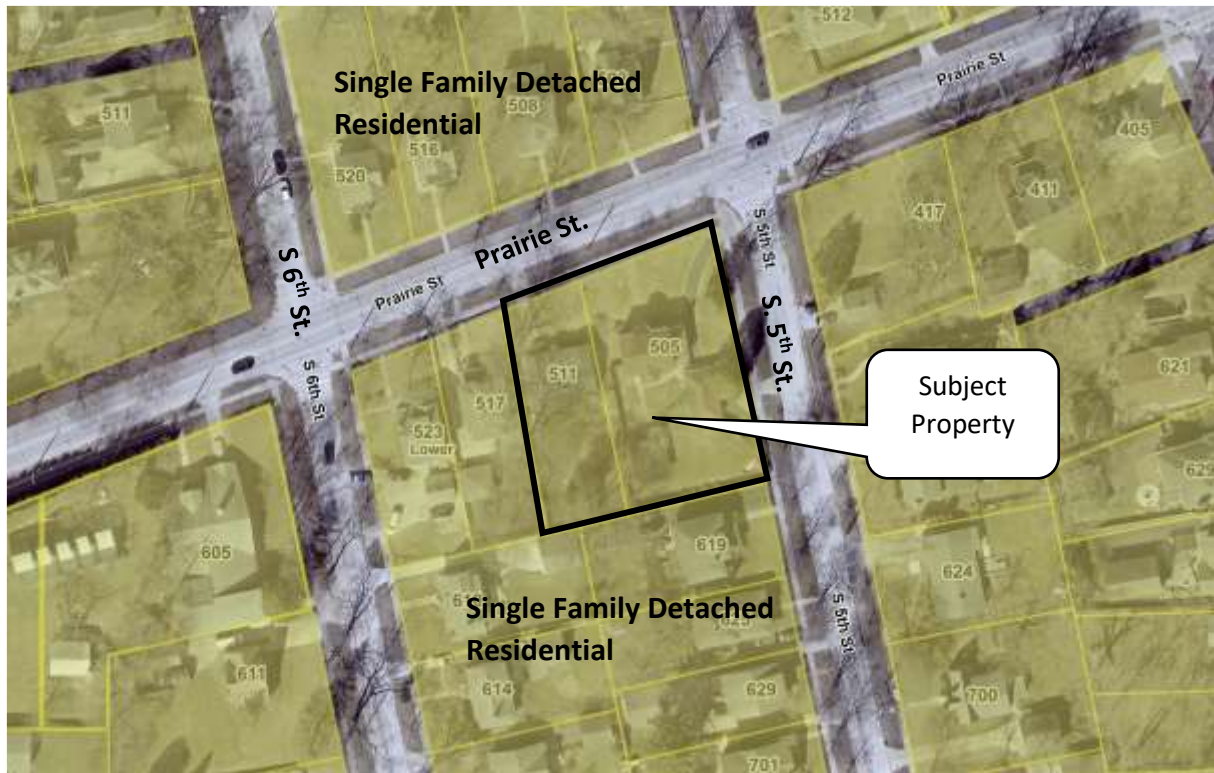 512
Prairie St
Single Family Detached
Residential
508
511
516
520
405
411
417
Prairie St.
S 5th St
S 6th St.
Prairie St
S. 5th St.
505
511
517
S 6th St
523
Lower
Subject
Property
621
629
605
619
624
Single Family Detached
Residential
S 5th St
611
614
629
700
701